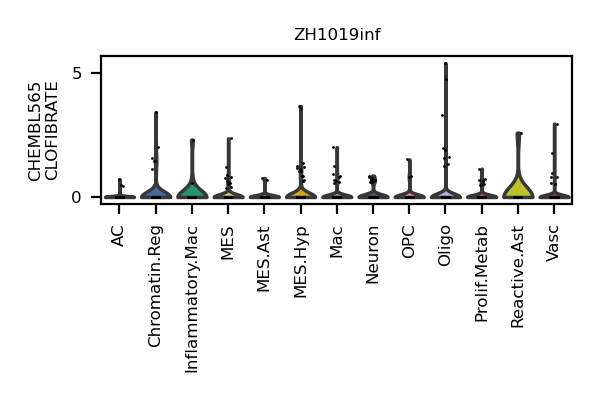 ZH1019inf
CHEMBL565
CLOFIBRATE
5
0
AC
Chromatin.Reg
Inflammatory.Mac
MES
MES.Ast
MES.Hyp
Mac
Neuron
OPC
Oligo
Prolif.Metab
Reactive.Ast
Vasc